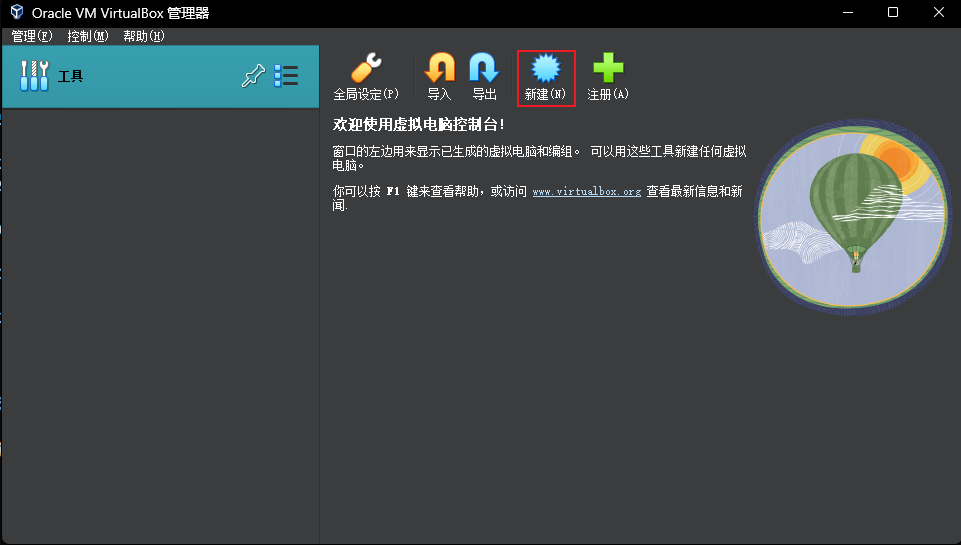 Oracle VM VirtualBox 管理器
管理(F) 控制(M) 帮助(H)
工具
全局设定(P) 导入 导出 新建(N) 注册(A)
欢迎使用虚拟电脑控制台!
窗口的左边用来显示已生成的虚拟电脑和编组。 可以用这些工具新建任何虚拟
电脑。
你可以按 F1 键来查看帮助，或访问 www.virtualbox.org 查看最新信息和新
闻.